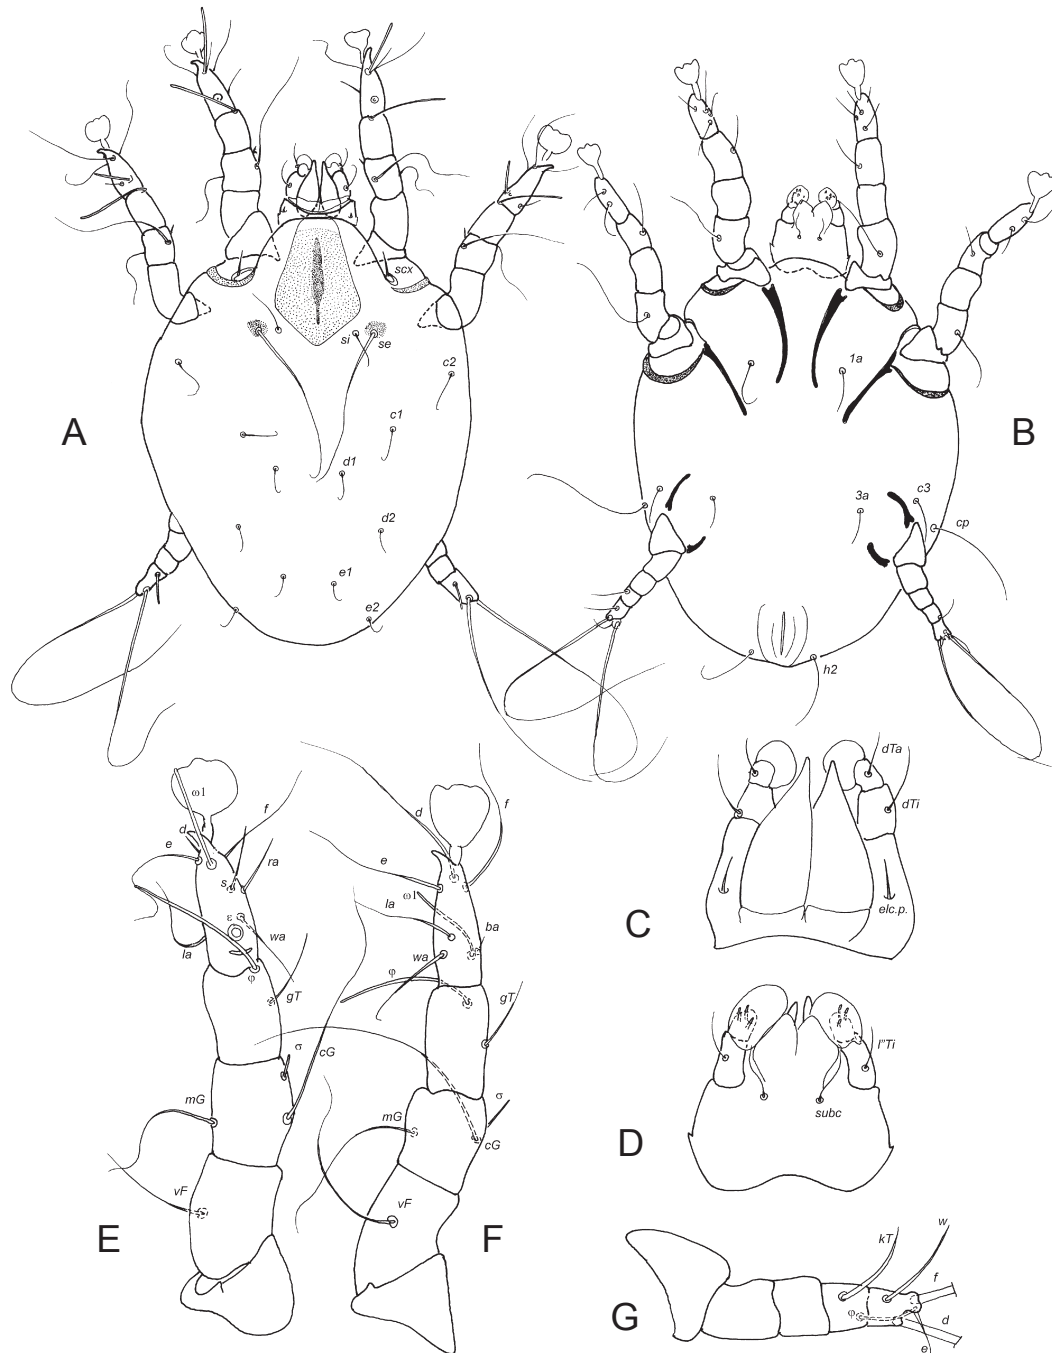 scx
si
se
c2
c1
d1
d2
e1
e2
A
1a
B
3a
c3
cp
h2
dTa
dTi
elc.p.
C
l"Ti
subc
D
ω1
d
f
e
ra
s
ε
wa
la
φ
gT
σ
cG
mG
vF
E
d
f
e
ω1
la
ba
wa
φ
gT
σ
mG
cG
vF
F
kT
w
f
φ
d
e
G